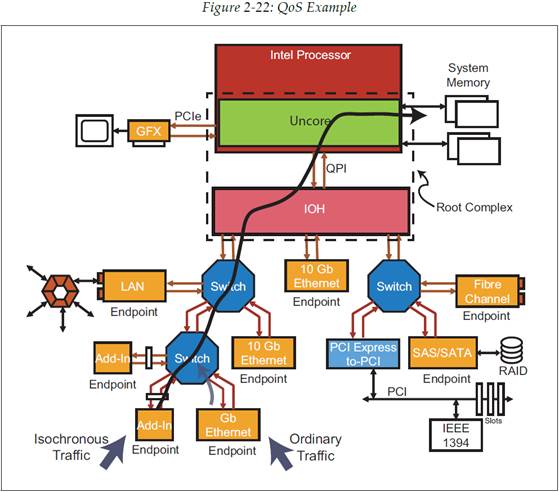 Figure 2-22: QoS Example
Intel Processor
System
Memory
PCIe
GFX
Uncore
QPI
IOH
Root Complex
LAN
Endpoint
Switch
10 Gb
Ethernet
Endpoint
Switch
Fibre
Channel
Endpoint
Add-In
Endpoint
Switch
10 Gb
Ethernet
Endpoint
PCI Express
to-PCI
SAS/SATA
Endpoint
RAID
PCI
Slots
IEEE
1394
Isochronous
Traffic
Add-In
Endpoint
Gb
Ethernet
Endpoint
Ordinary
Traffic